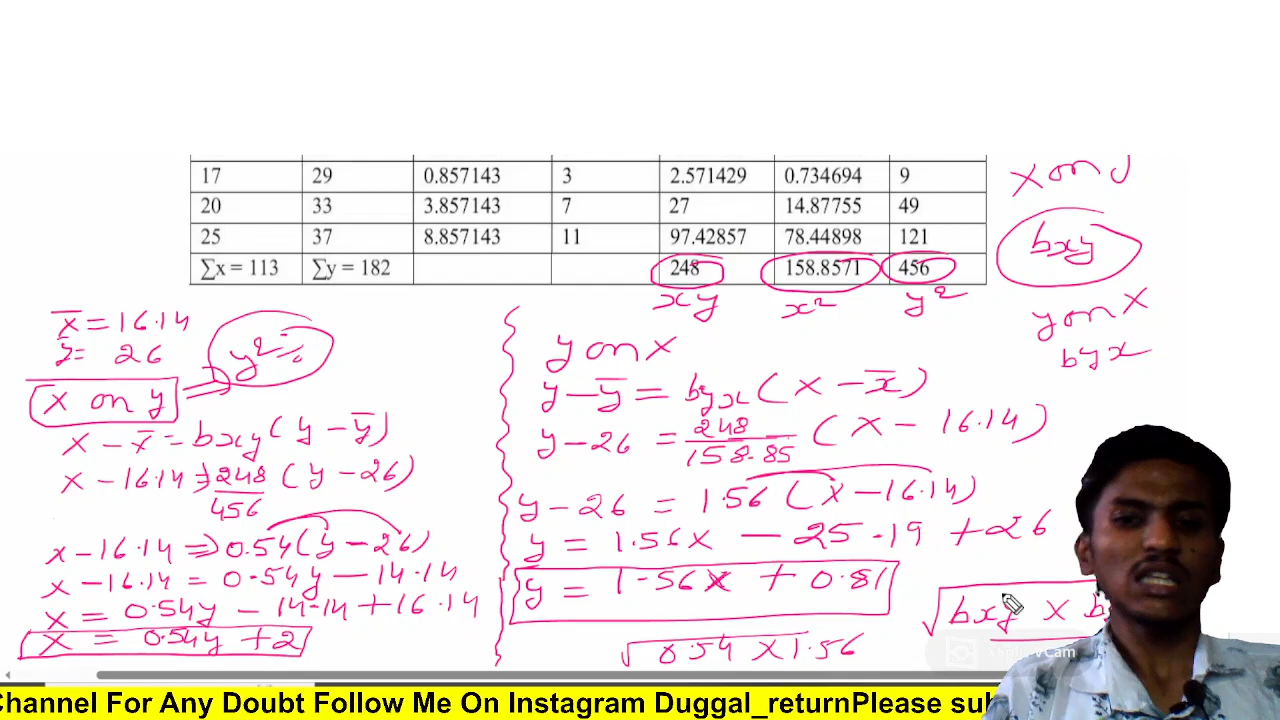 17 29 0.857143 3 2.571429 0.734694 9
20 33 3.857143 7 27 14.87755 49
25 37 8.857143 11 97.42857 78.44898 121
∑x = 113 ∑y = 182 248 158.8571 456
xy x² y²
x on y
bxy
y on x
byx
x̅ = 16.14
y̅ = 26
x on y
y² =
x - x̅ = bxy (y - y̅)
x - 16.14 = 248/456 (y - 26)
x - 16.14 => 0.54 (y - 26)
x - 16.14 = 0.54y - 14.14
x = 0.54y - 14.14 + 16.14
x = 0.54y + 2
y on x
y - y̅ = byx (x - x̅)
y - 26 = 248/158.85 (x - 16.14)
y - 26 = 1.56 (x - 16.14)
y = 1.56x - 25.19 + 26
y = 1.56x + 0.81
√0.54 x 1.56
√bxy x b
Channel For Any Doubt Follow Me On Instagram Duggal_returnPlease sub